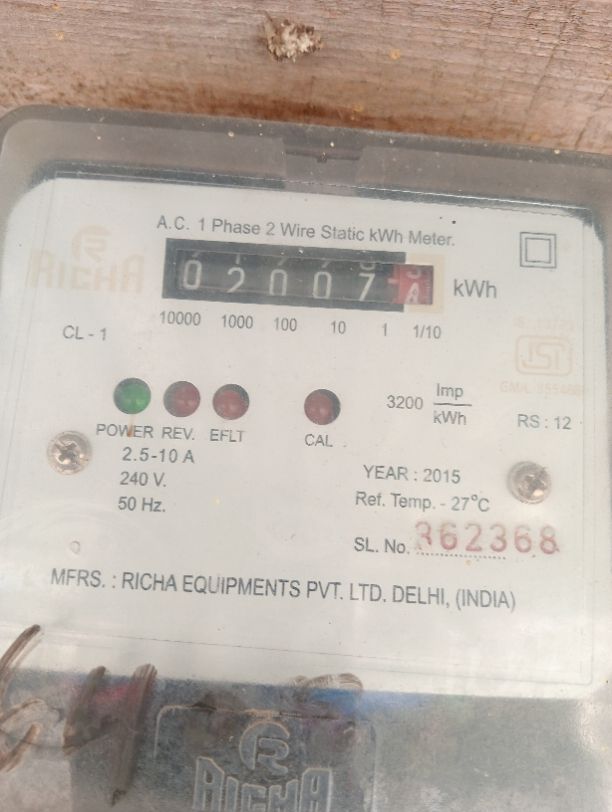 A.C. 1 Phase 2 Wire Static kWh Meter.
RICHA
02007 kWh
10000 1000 100 10 1 1/10
CL - 1
ISI
3200 Imp/kWh
RS : 12
POWER REV. EFLT CAL
2.5-10 A
240 V.
50 Hz.
YEAR : 2015
Ref. Temp. - 27°C
SL. No. 362368
MFRS. : RICHA EQUIPMENTS PVT. LTD. DELHI, (INDIA)
RICHA